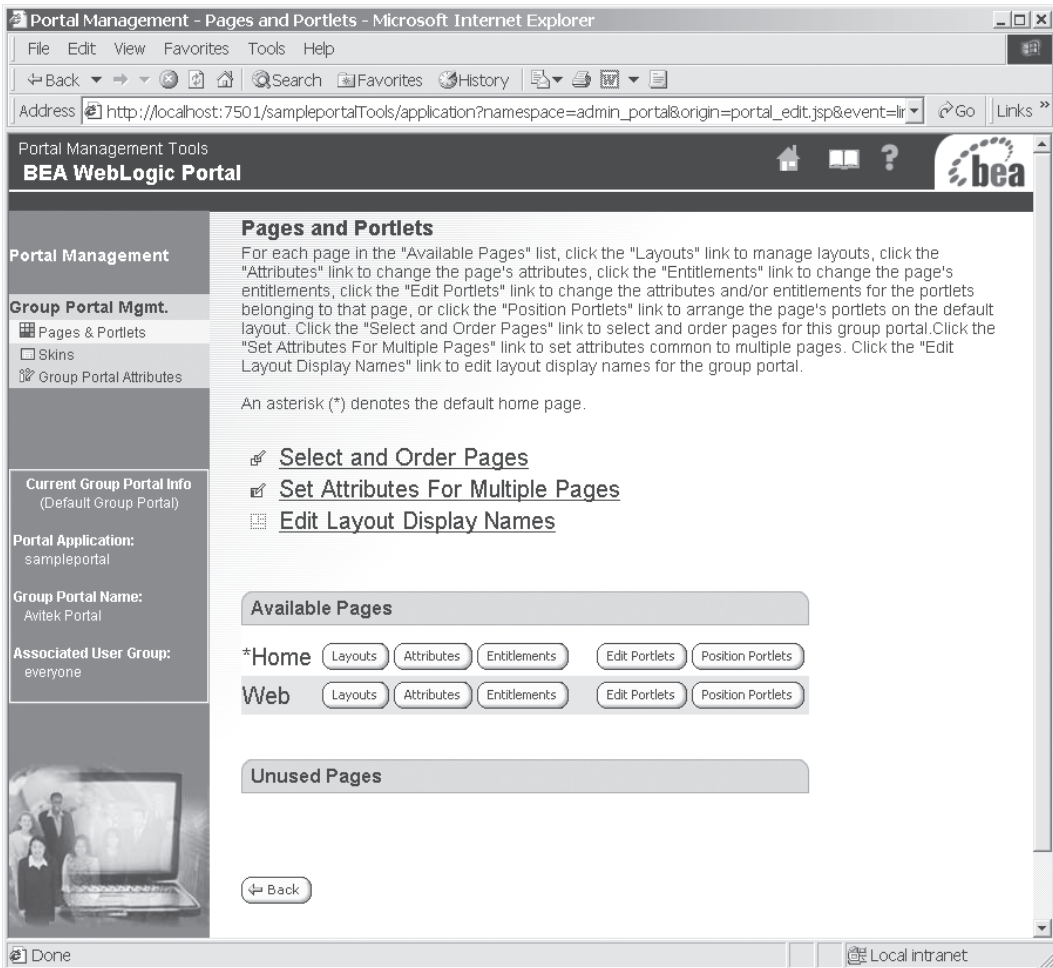 Portal Management - Pages and Portlets - Microsoft Internet Explorer
File Edit View Favorites Tools Help
Back Search Favorites History
Address http://localhost:7501/sampleportalTools/application?namespace=admin_portal&origin=portal_edit.jsp&event=lir Go Links »
Portal Management Tools
BEA WebLogic Portal
? bea
Portal Management
Group Portal Mgmt.
Pages & Portlets
Skins
Group Portal Attributes
Current Group Portal Info
(Default Group Portal)
Portal Application:
sampleportal
Group Portal Name:
Avitek Portal
Associated User Group:
everyone
Pages and Portlets
For each page in the "Available Pages" list, click the "Layouts" link to manage layouts, click the
"Attributes" link to change the page's attributes, click the "Entitlements" link to change the page's
entitlements, click the "Edit Portlets" link to change the attributes and/or entitlements for the portlets
belonging to that page, or click the "Position Portlets" link to arrange the page's portlets on the default
layout. Click the "Select and Order Pages" link to select and order pages for this group portal.Click the
"Set Attributes For Multiple Pages" link to set attributes common to multiple pages. Click the "Edit
Layout Display Names" link to edit layout display names for the group portal.
An asterisk (*) denotes the default home page.
Select and Order Pages
Set Attributes For Multiple Pages
Edit Layout Display Names
Available Pages
*Home Layouts Attributes Entitlements Edit Portlets Position Portlets
Web Layouts Attributes Entitlements Edit Portlets Position Portlets
Unused Pages
Back
Done Local intranet